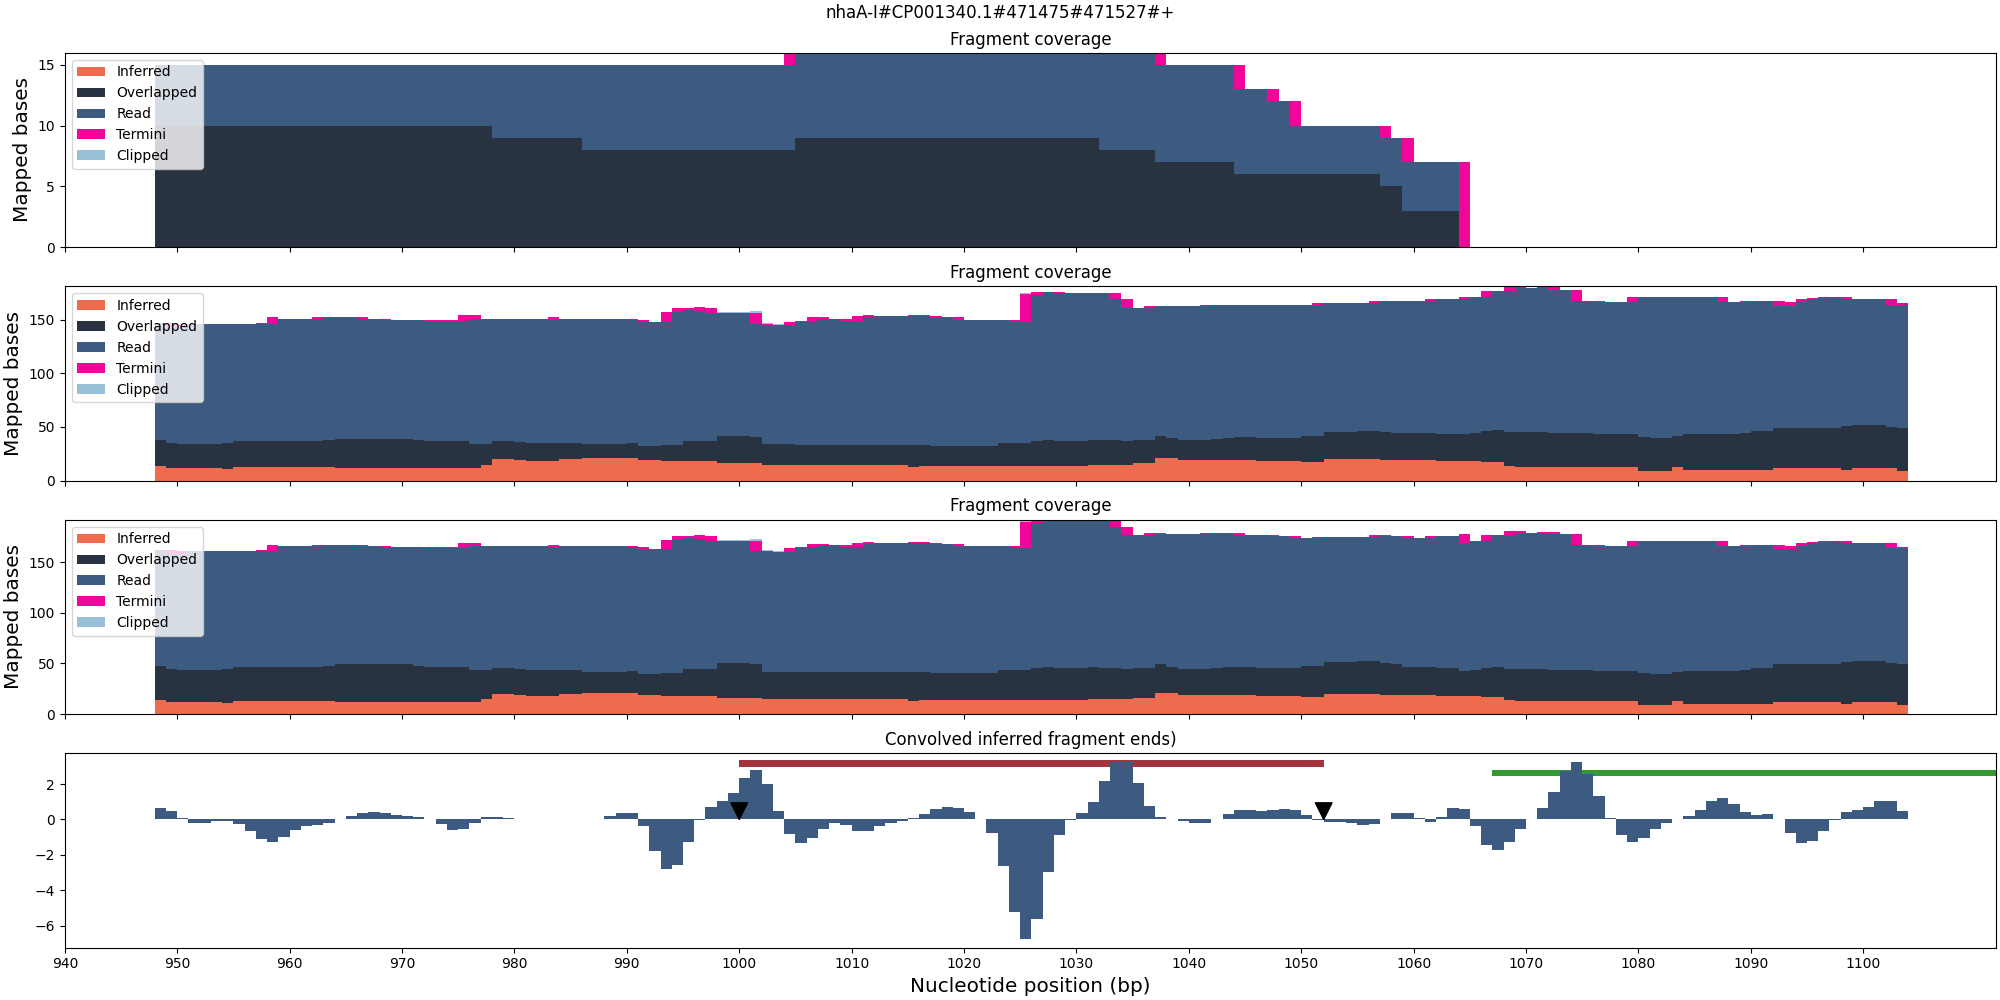 nhaA-I#CP001340.1#471475#471527#+
Fragment coverage
Mapped bases
15
10
5
0
Inferred
Overlapped
Read
Termini
Clipped
Fragment coverage
Mapped bases
150
100
50
0
Inferred
Overlapped
Read
Termini
Clipped
Fragment coverage
Mapped bases
150
100
50
0
Inferred
Overlapped
Read
Termini
Clipped
Convolved inferred fragment ends)
2
0
−2
−4
−6
940 950 960 970 980 990 1000 1010 1020 1030 1040 1050 1060 1070 1080 1090 1100
Nucleotide position (bp)